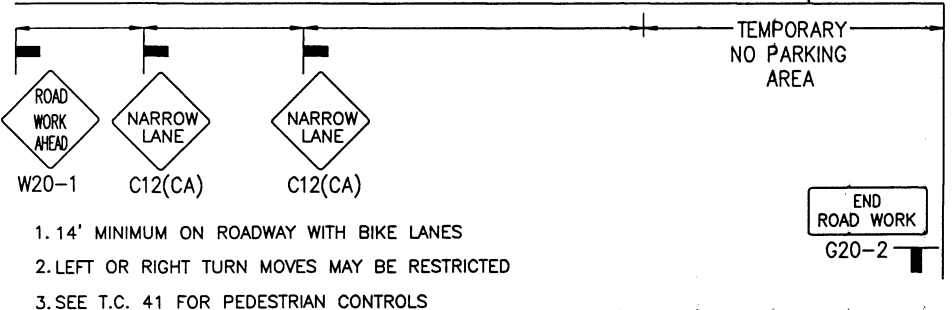 TEMPORARY
NO PARKING
AREA
ROAD
WORK
AHEAD
NARROW
LANE
NARROW
LANE
W20-1
C12(CA)
C12(CA)
END
ROAD WORK
G20-2
1. 14' MINIMUM ON ROADWAY WITH BIKE LANES
2. LEFT OR RIGHT TURN MOVES MAY BE RESTRICTED
3. SEE T.C. 41 FOR PEDESTRIAN CONTROLS